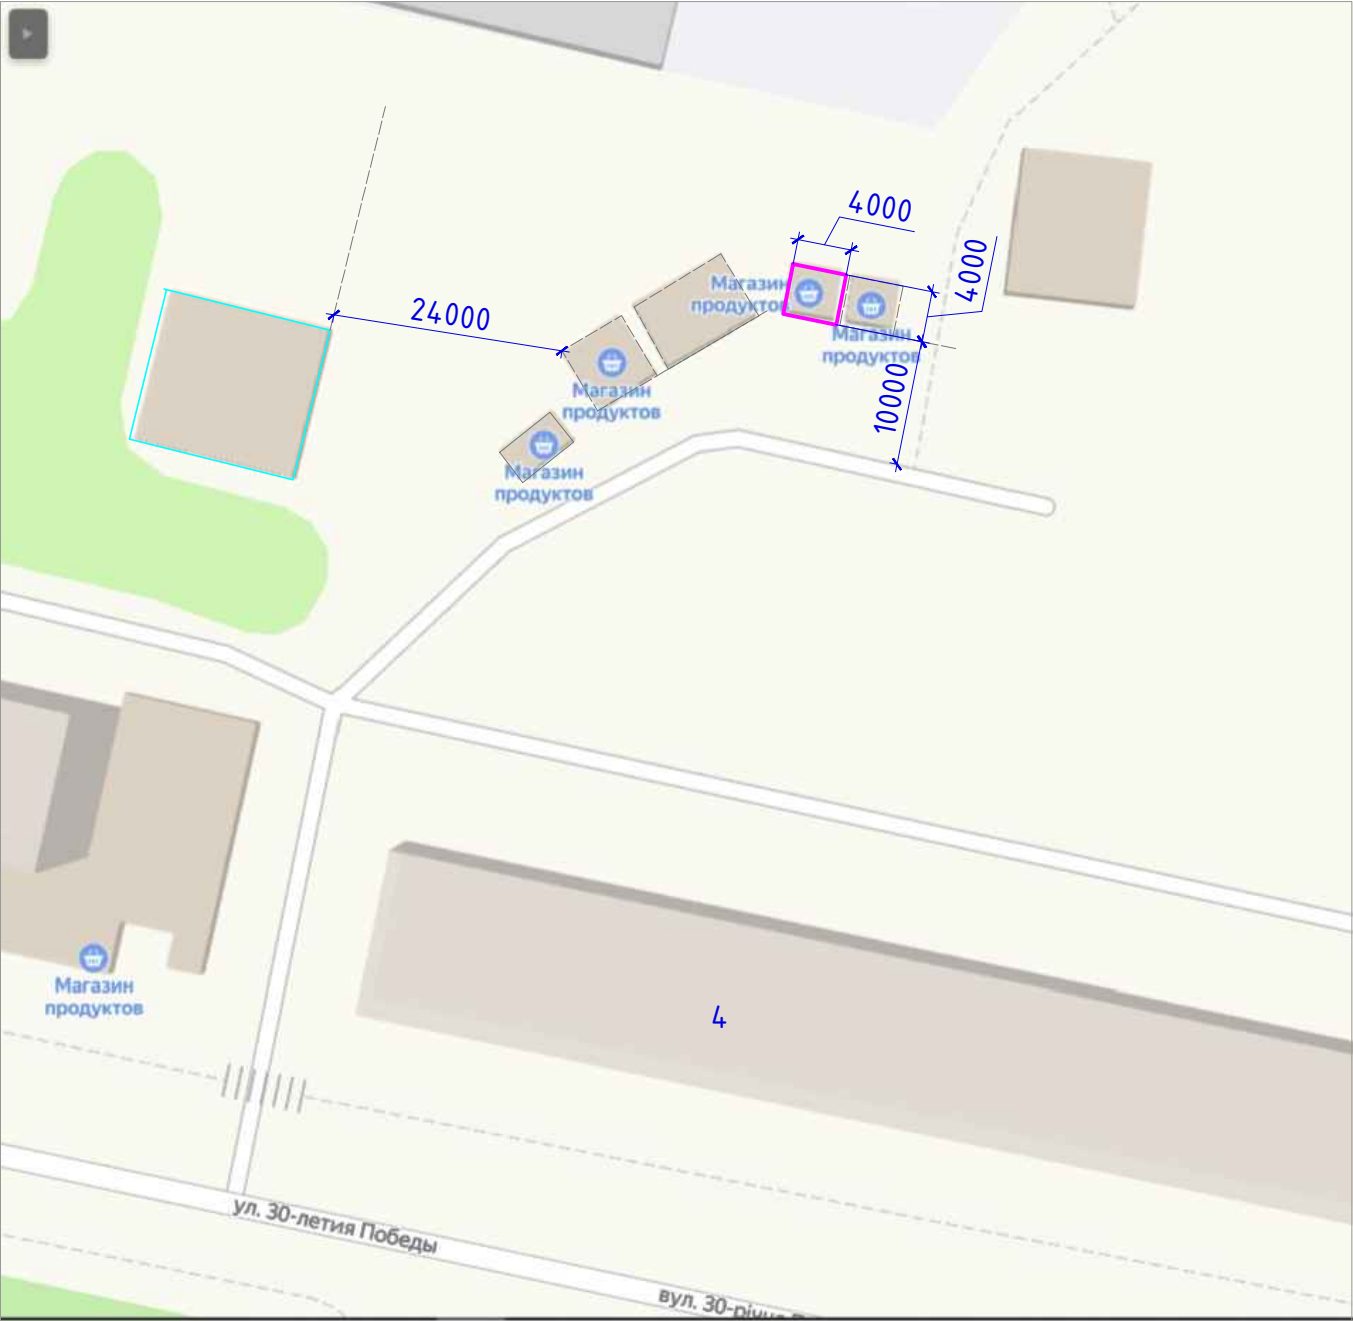 4000
4000
24000
Магазин
продуктов
Магазин
продуктов
10000
Магазин
продуктов
Магазин
продуктов
Магазин
продуктов
4
ул. 30-летия Победы
вул. 30-річчя